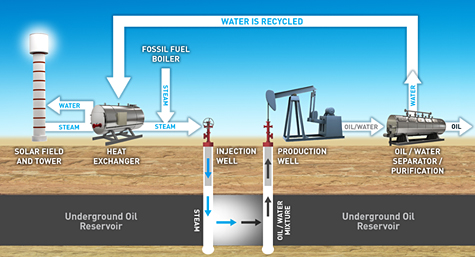 WATER IS RECYCLED
FOSSIL FUEL
BOILER
STEAM
WATER
STEAM
STEAM
OIL/WATER
WATER
OIL
SOLAR FIELD
AND TOWER
HEAT
EXCHANGER
INJECTION
WELL
PRODUCTION
WELL
OIL / WATER
SEPARATOR /
PURIFICATION
Underground Oil
Reservoir
STEAM
OIL / WATER
MIXTURE
Underground Oil
Reservoir